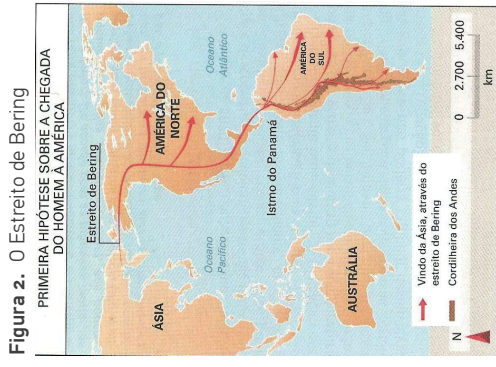 Figura 2. O Estreito de Bering
PRIMEIRA HIPÓTESE SOBRE A CHEGADA
DO HOMEM À AMÉRICA
Estreito de Bering
AMÉRICA DO
NORTE
Oceano
Atlântico
ÁSIA
Oceano
Pacífico
Istmo do Panamá
AMÉRICA
DO
SUL
AUSTRÁLIA
N
Vindo da Ásia, através do
estreito de Bering
Cordilheira dos Andes
0 2.700 5.400
km